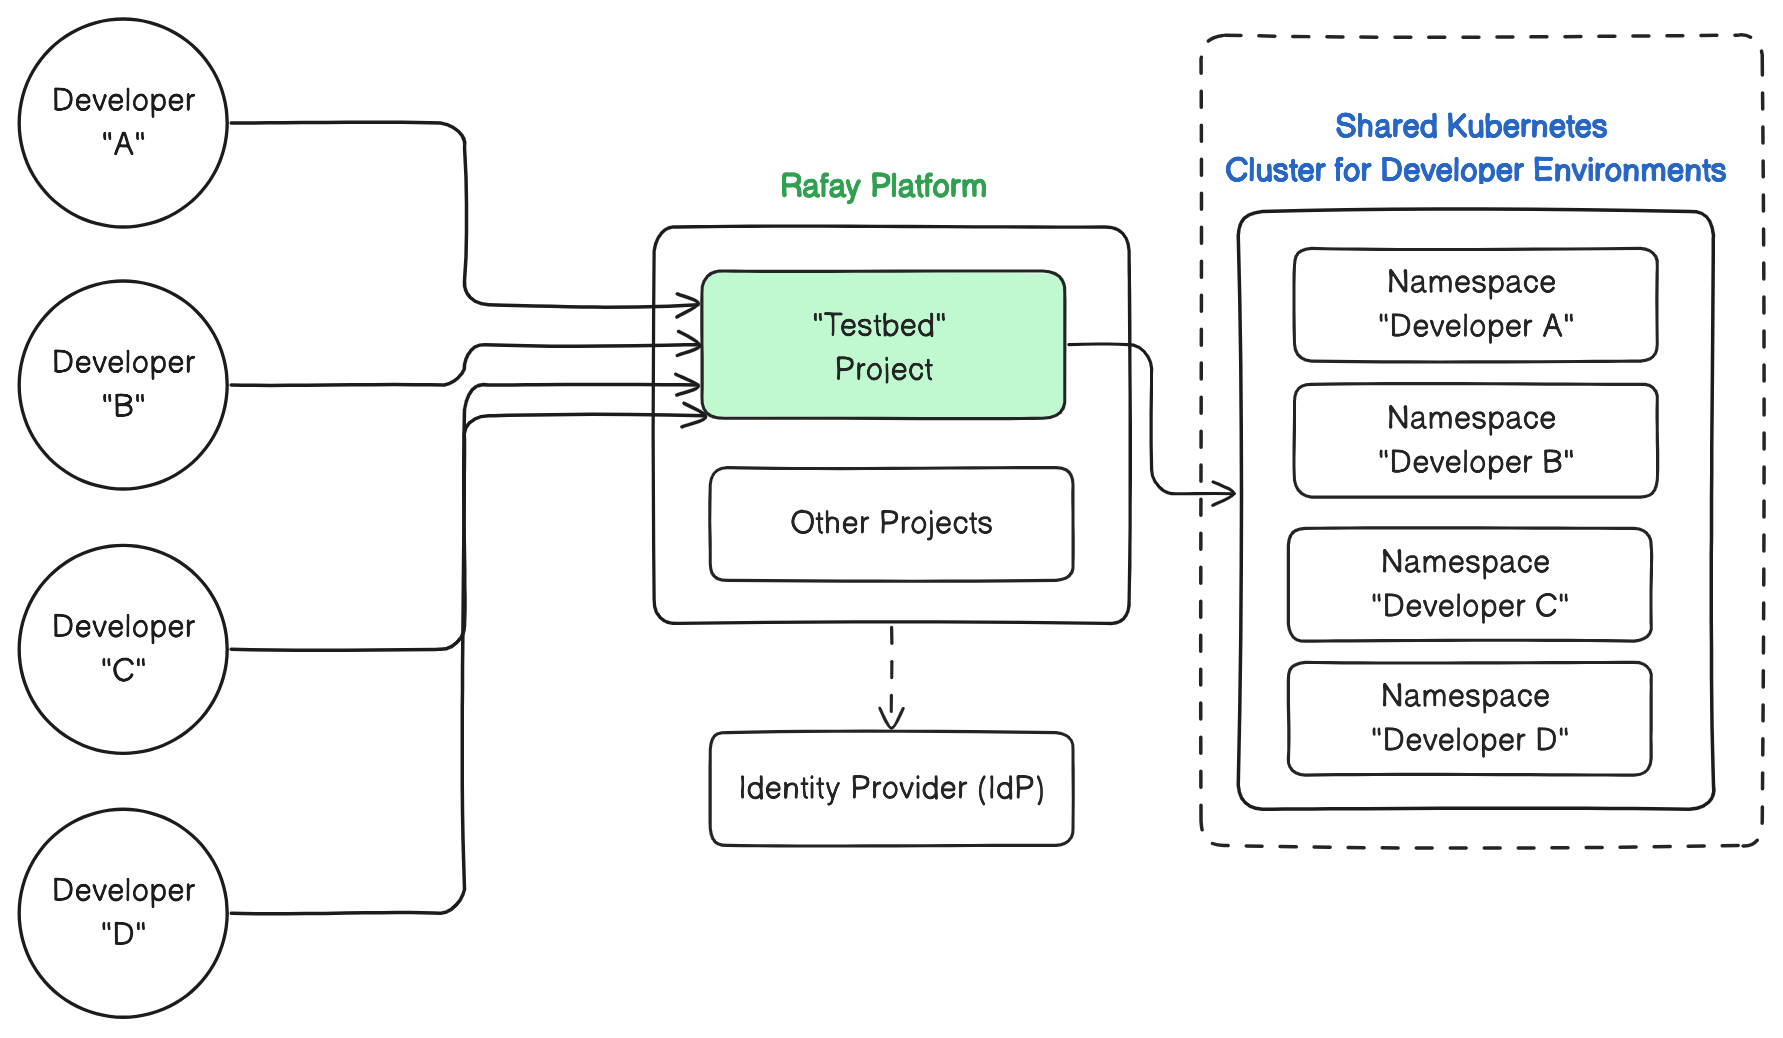 Developer
"A"
Developer
"B"
Developer
"C"
Developer
"D"
Rafay Platform
"Testbed"
Project
Other Projects
Identity Provider (IdP)
Shared Kubernetes
Cluster for Developer Environments
Namespace
"Developer A"
Namespace
"Developer B"
Namespace
"Developer C"
Namespace
"Developer D"